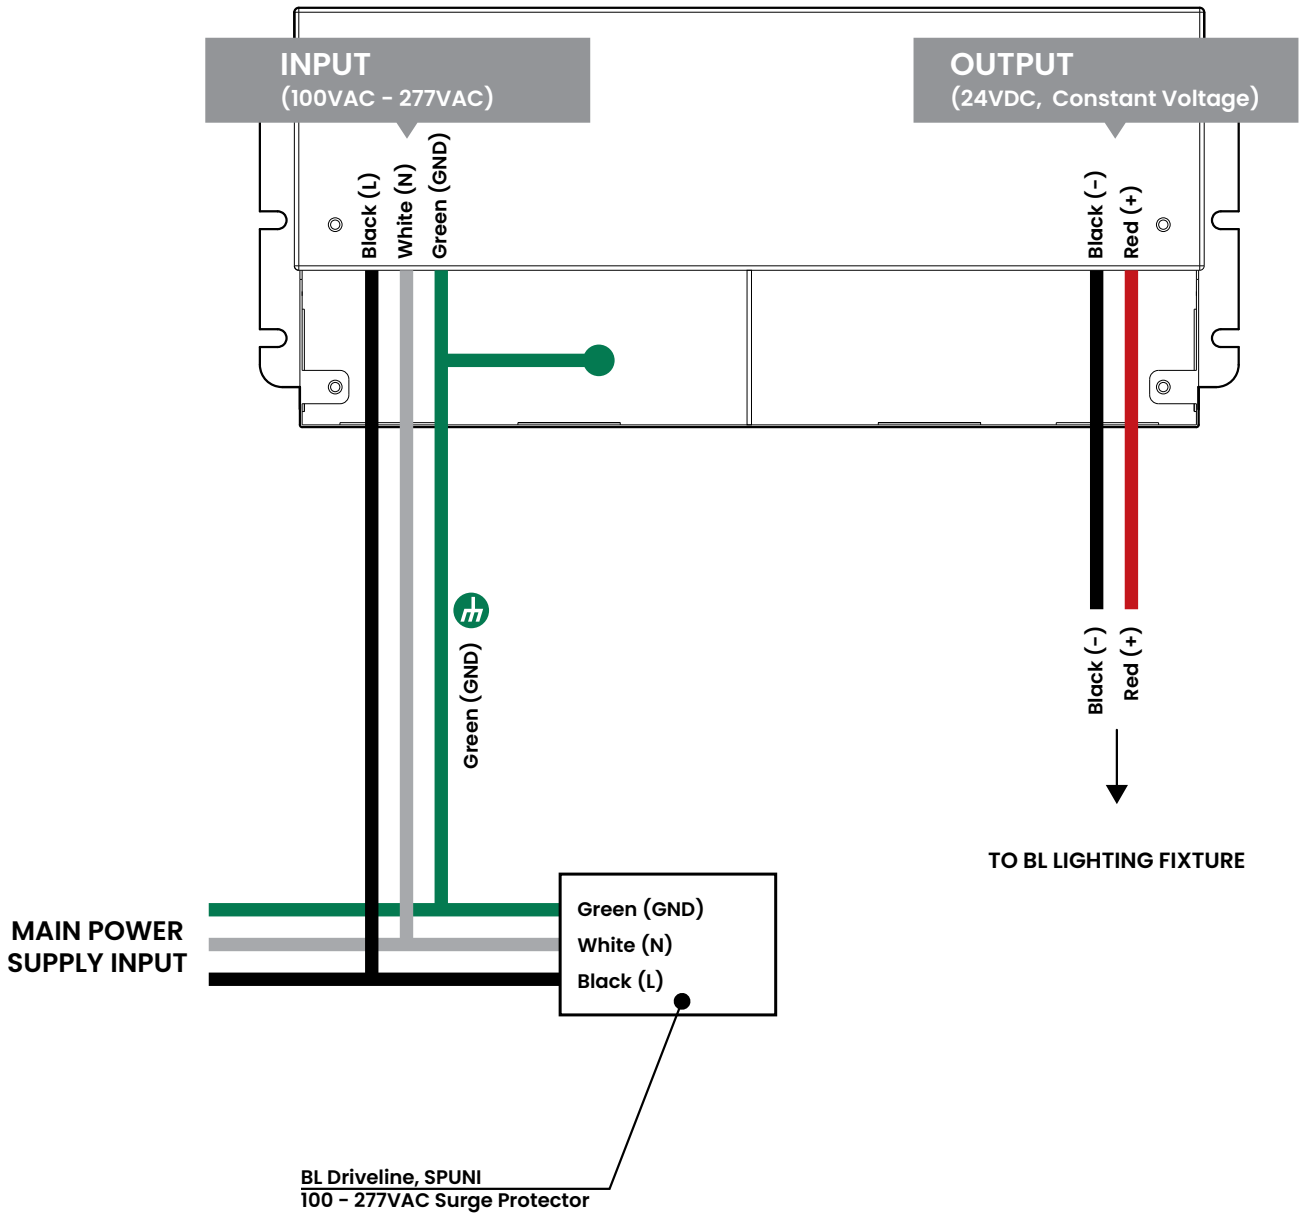 INPUT
(100VAC - 277VAC)
OUTPUT
(24VDC, Constant Voltage)
Black (L)
White (N)
Green (GND)
Black (-)
Red (+)
Green (GND)
Black (-)
Red (+)
TO BL LIGHTING FIXTURE
MAIN POWER
SUPPLY INPUT
Green (GND)
White (N)
Black (L)
BL Driveline, SPUNI
100 - 277VAC Surge Protector